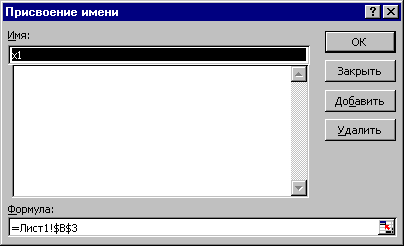 Присвоение имени
Имя:
x1
OK
Закрыть
Добавить
Удалить
Формула:
=Лист1!$B$3